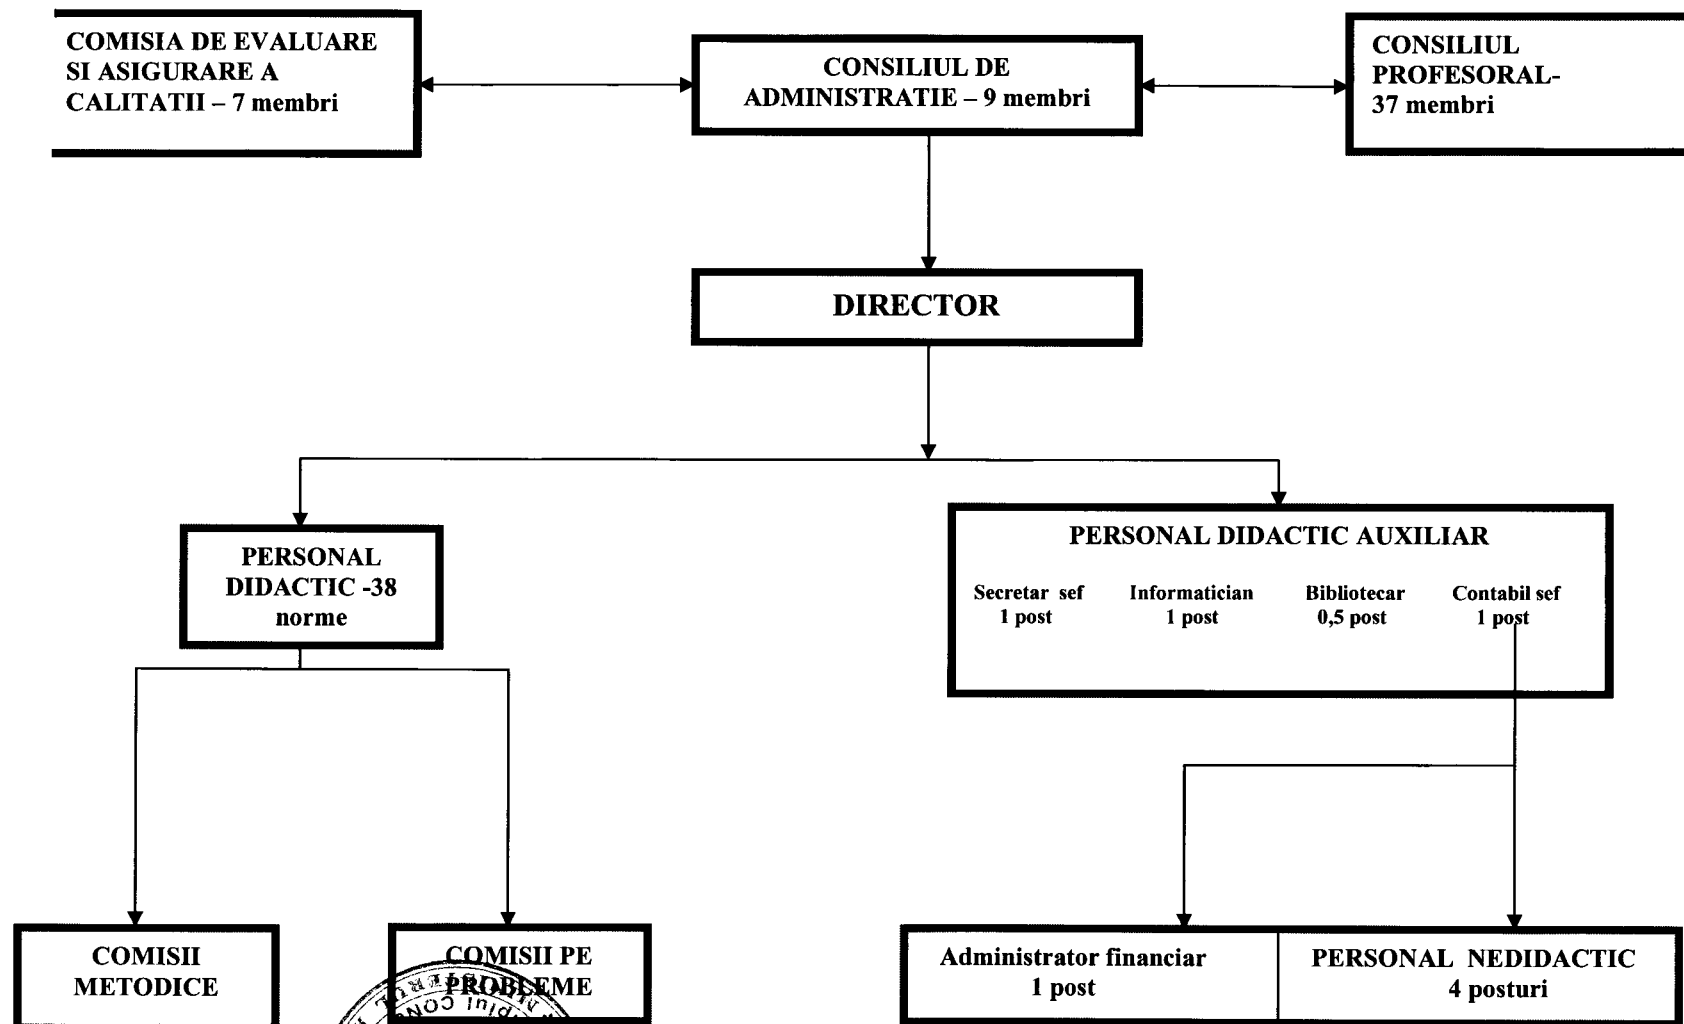 COMISIA DE EVALUARE
SI ASIGURARE A
CALITATII – 7 membri
CONSILIUL DE
ADMINISTRATIE – 9 membri
CONSILIUL
PROFESORAL-
37 membri
DIRECTOR
PERSONAL
DIDACTIC -38
norme
PERSONAL DIDACTIC AUXILIAR
Secretar sef
1 post
Informatician
1 post
Bibliotecar
0,5 post
Contabil sef
1 post
COMISII
METODICE
COMISII PE
PROBLEME
Administrator financiar
1 post
PERSONAL NEDIDACTIC
4 posturi